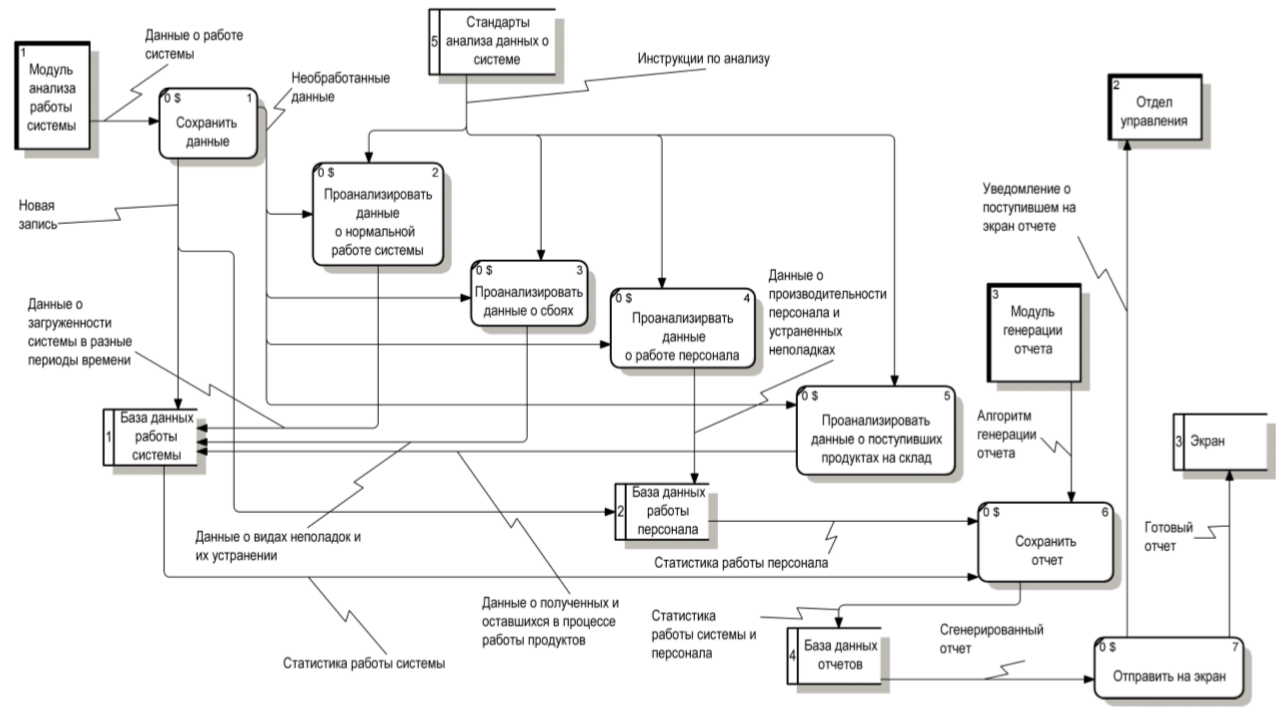 Данные о работе
системы
1
Модуль
анализа
работы
системы
0 $
1
Сохранить
данные
Необработанные
данные
5
Стандарты
анализа данных о
системе
Инструкции по анализу
2
Отдел
управления
Новая
запись
0 $
2
Проанализировать
данные
о нормальной
работе системы
0 $
3
Проанализировать
данные о сбоях
0 $
4
Проанализирвать
данные
о работе персонала
Данные о
производительности
персонала и
устраненных
неполадках
Уведомление о
поступившем на
экран отчете
3
Модуль
генерации
отчета
Данные о
загруженности
системы в разные
периоды времени
0 $
5
Проанализировать
данные о поступивших
продуктах на склад
Алгоритм
генерации
отчета
1
База данных
работы
системы
3
Экран
2
База данных
работы
персонала
0 $
6
Сохранить
отчет
Готовый
отчет
Данные о видах неполадок и
их устранении
Статистика работы персонала
Данные о полученных и
оставшихся в процессе
работы продуктов
Статистика
работы системы и
персонала
Статистика работы системы
4
База данных
отчетов
Сгенерированный
отчет
0 $
7
Отправить на экран